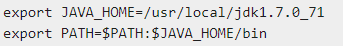 export JAVA_HOME=/usr/local/jdk1.7.0_71
export PATH=$PATH:$JAVA_HOME/bin